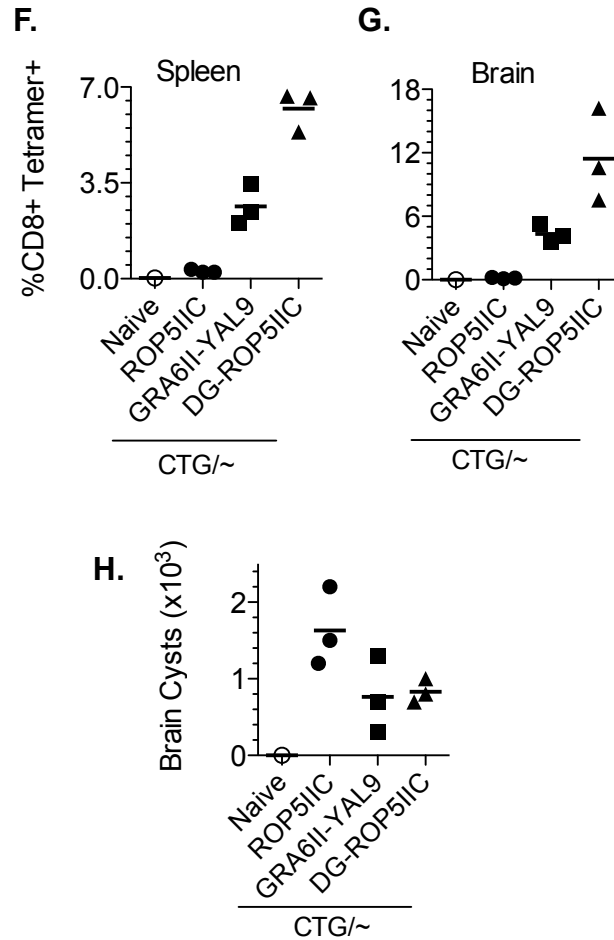 F.
Spleen
%CD8+ Tetramer+
7.0
3.5
0.0
Naive
ROP5IIC
GRA6II-YAL9
DG-ROP5IIC
CTG/~
G.
Brain
18
12
6
0
Naive
ROP5IIC
GRA6II-YAL9
DG-ROP5IIC
CTG/~
H.
Brain Cysts (x10³)
2
1
0
Naive
ROP5IIC
GRA6II-YAL9
DG-ROP5IIC
CTG/~